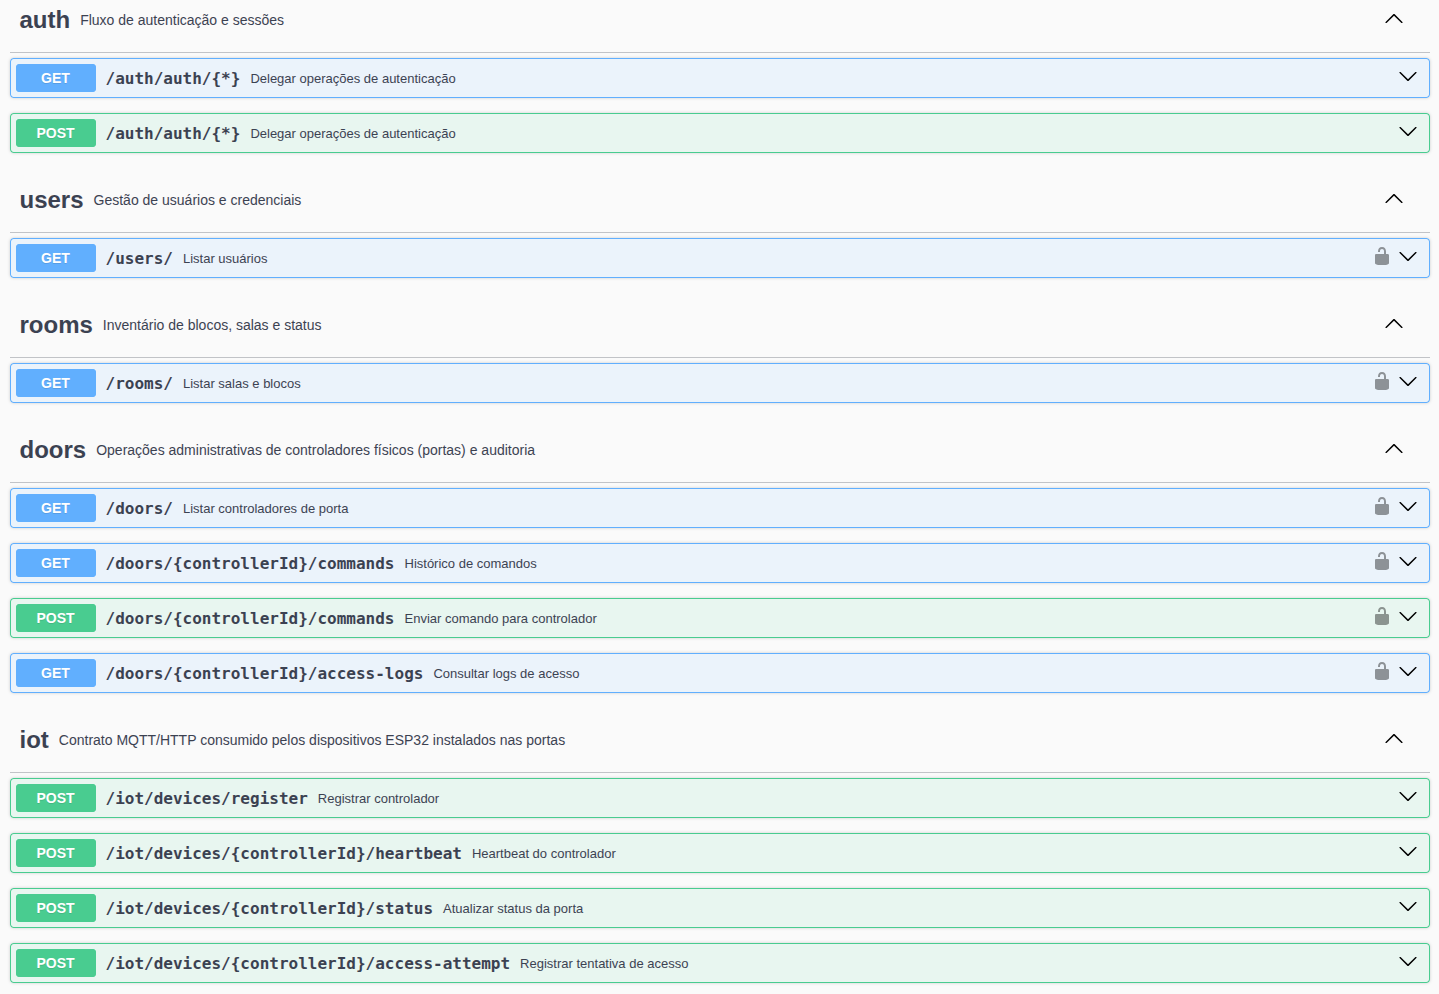 auth Fluxo de autenticação e sessões
GET /auth/auth/{*} Delegar operações de autenticação
POST /auth/auth/{*} Delegar operações de autenticação
users Gestão de usuários e credenciais
GET /users/ Listar usuários
rooms Inventário de blocos, salas e status
GET /rooms/ Listar salas e blocos
doors Operações administrativas de controladores físicos (portas) e auditoria
GET /doors/ Listar controladores de porta
GET /doors/{controllerId}/commands Histórico de comandos
POST /doors/{controllerId}/commands Enviar comando para controlador
GET /doors/{controllerId}/access-logs Consultar logs de acesso
iot Contrato MQTT/HTTP consumido pelos dispositivos ESP32 instalados nas portas
POST /iot/devices/register Registrar controlador
POST /iot/devices/{controllerId}/heartbeat Heartbeat do controlador
POST /iot/devices/{controllerId}/status Atualizar status da porta
POST /iot/devices/{controllerId}/access-attempt Registrar tentativa de acesso